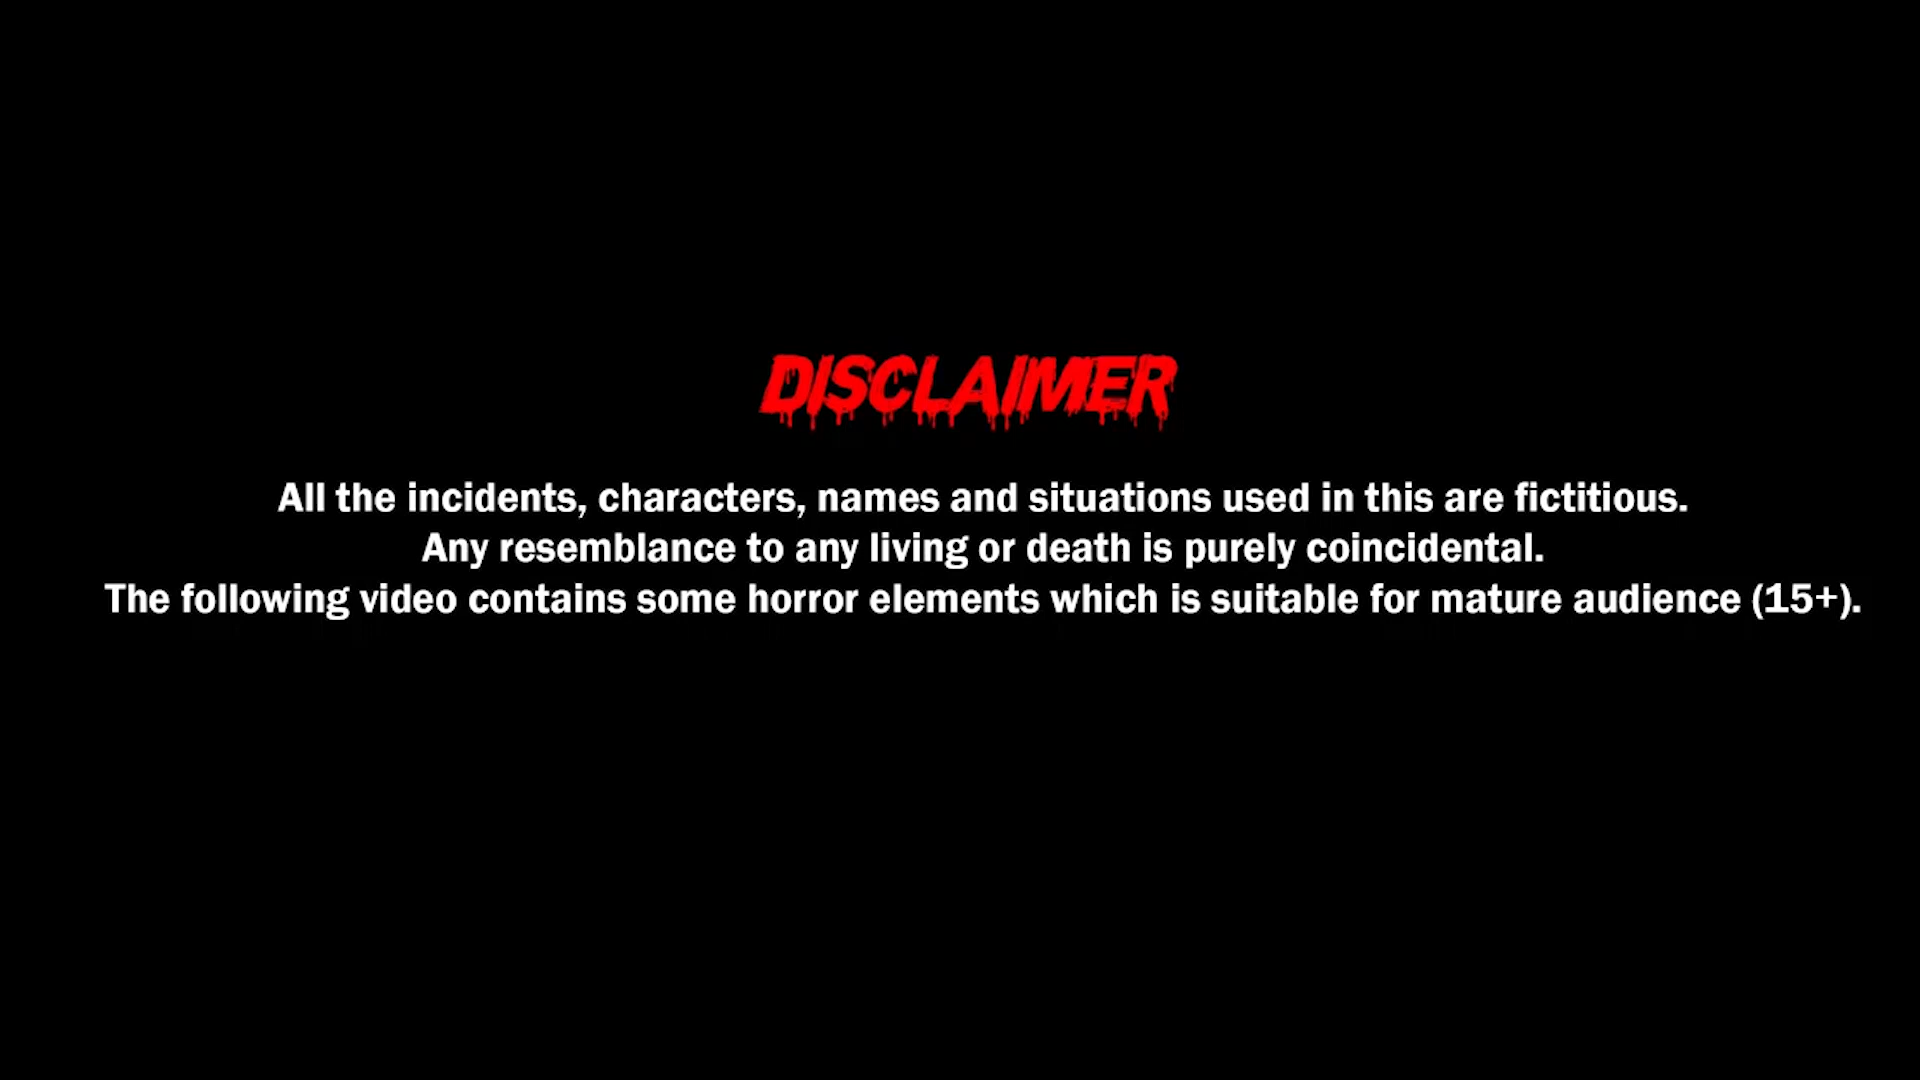 DISCLAIMER
All the incidents, characters, names and situations used in this are fictitious.
Any resemblance to any living or death is purely coincidental.
The following video contains some horror elements which is suitable for mature audience (15+).